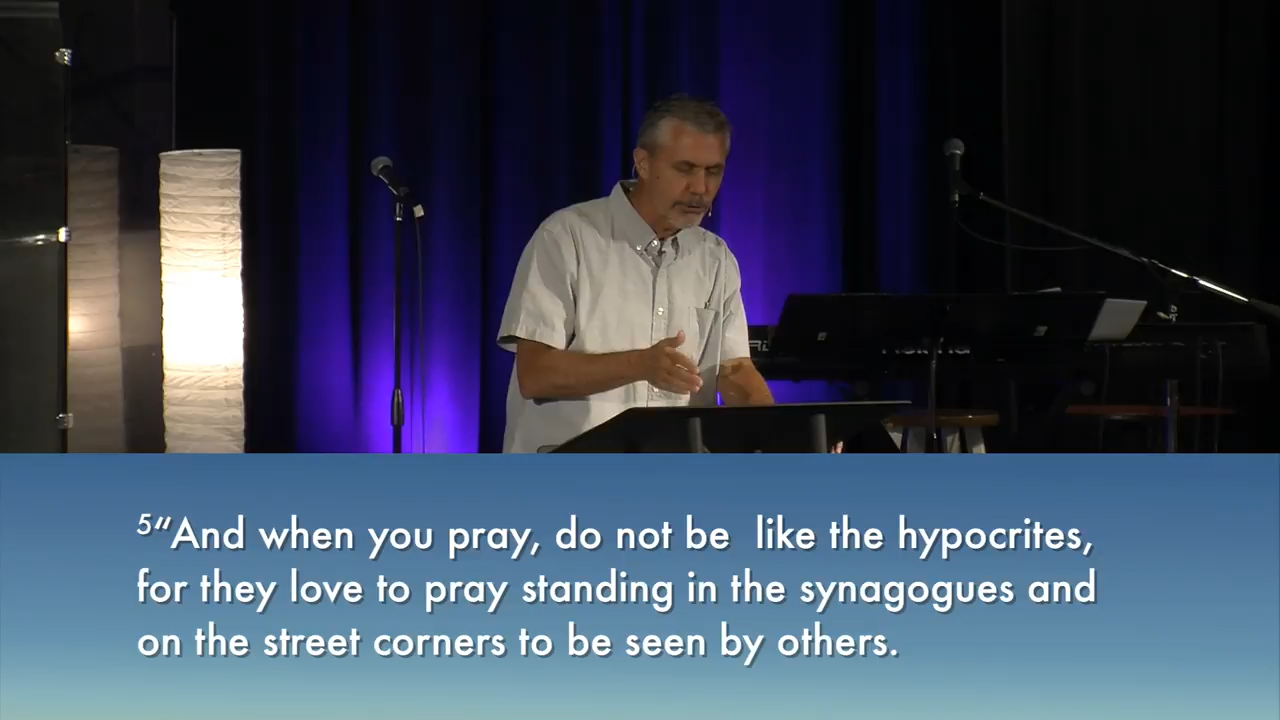 ⁵“And when you pray, do not be  like the hypocrites,
for they love to pray standing in the synagogues and
on the street corners to be seen by others.